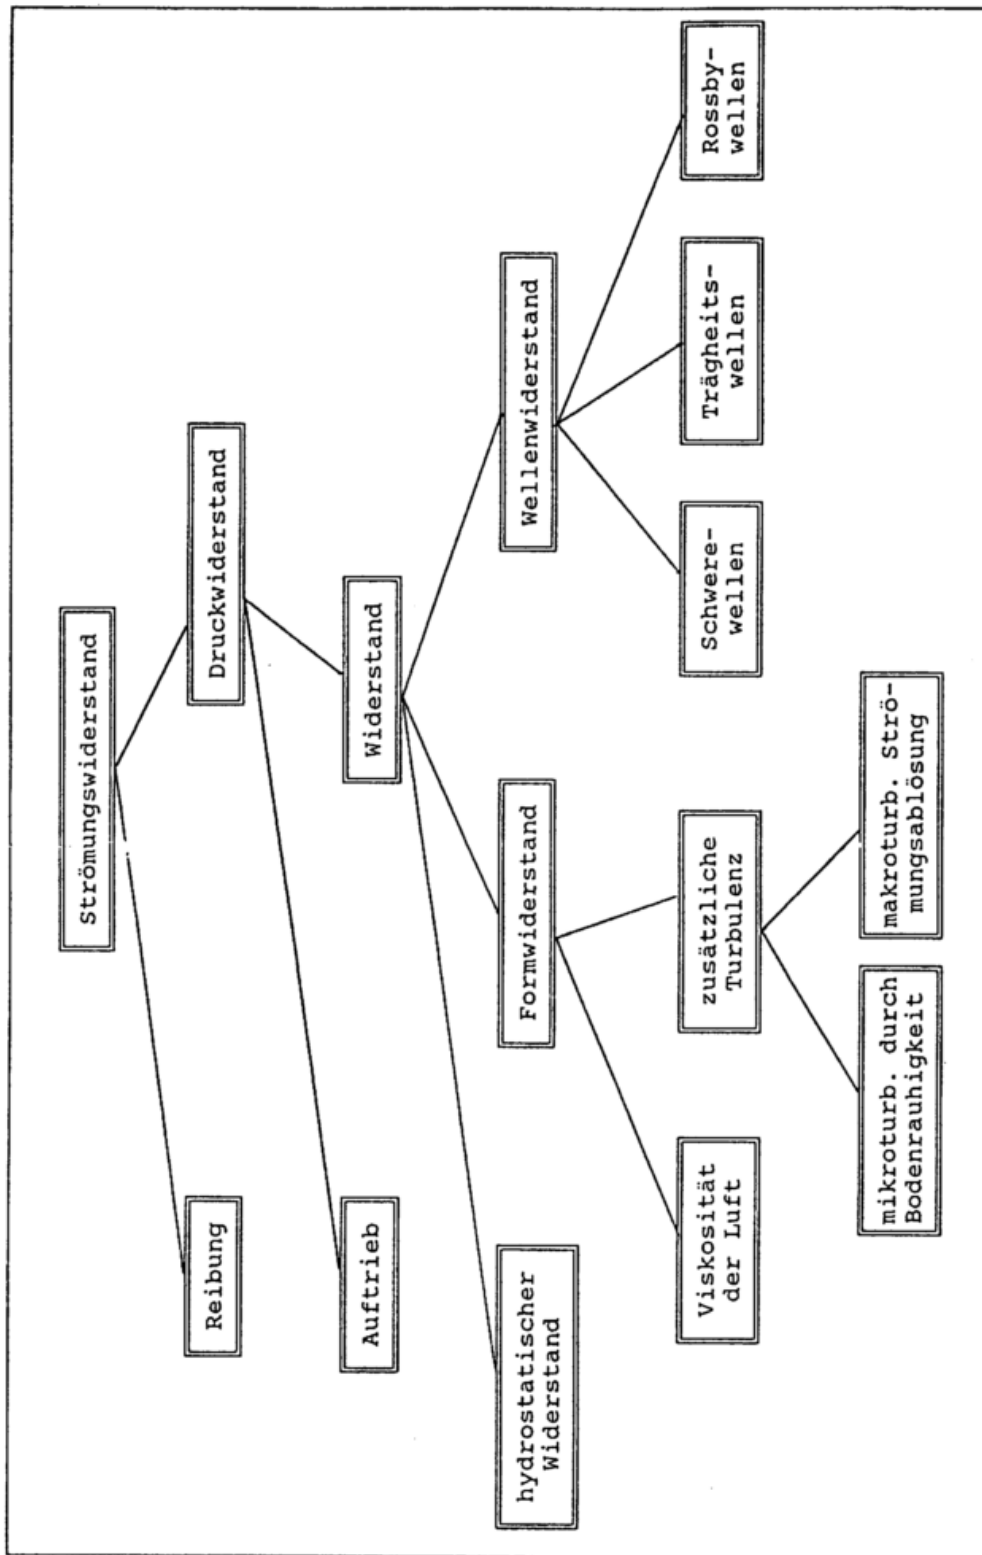 Strömungswiderstand
Reibung
Druckwiderstand
Auftrieb
Widerstand
hydrostatischer
Widerstand
Formwiderstand
Wellenwiderstand
Viskosität
der Luft
zusätzliche
Turbulenz
Schwere-
wellen
Trägheits-
wellen
Rossby-
wellen
mikroturb. durch
Bodenrauhigkeit
makroturb. Strö-
mungsablösung